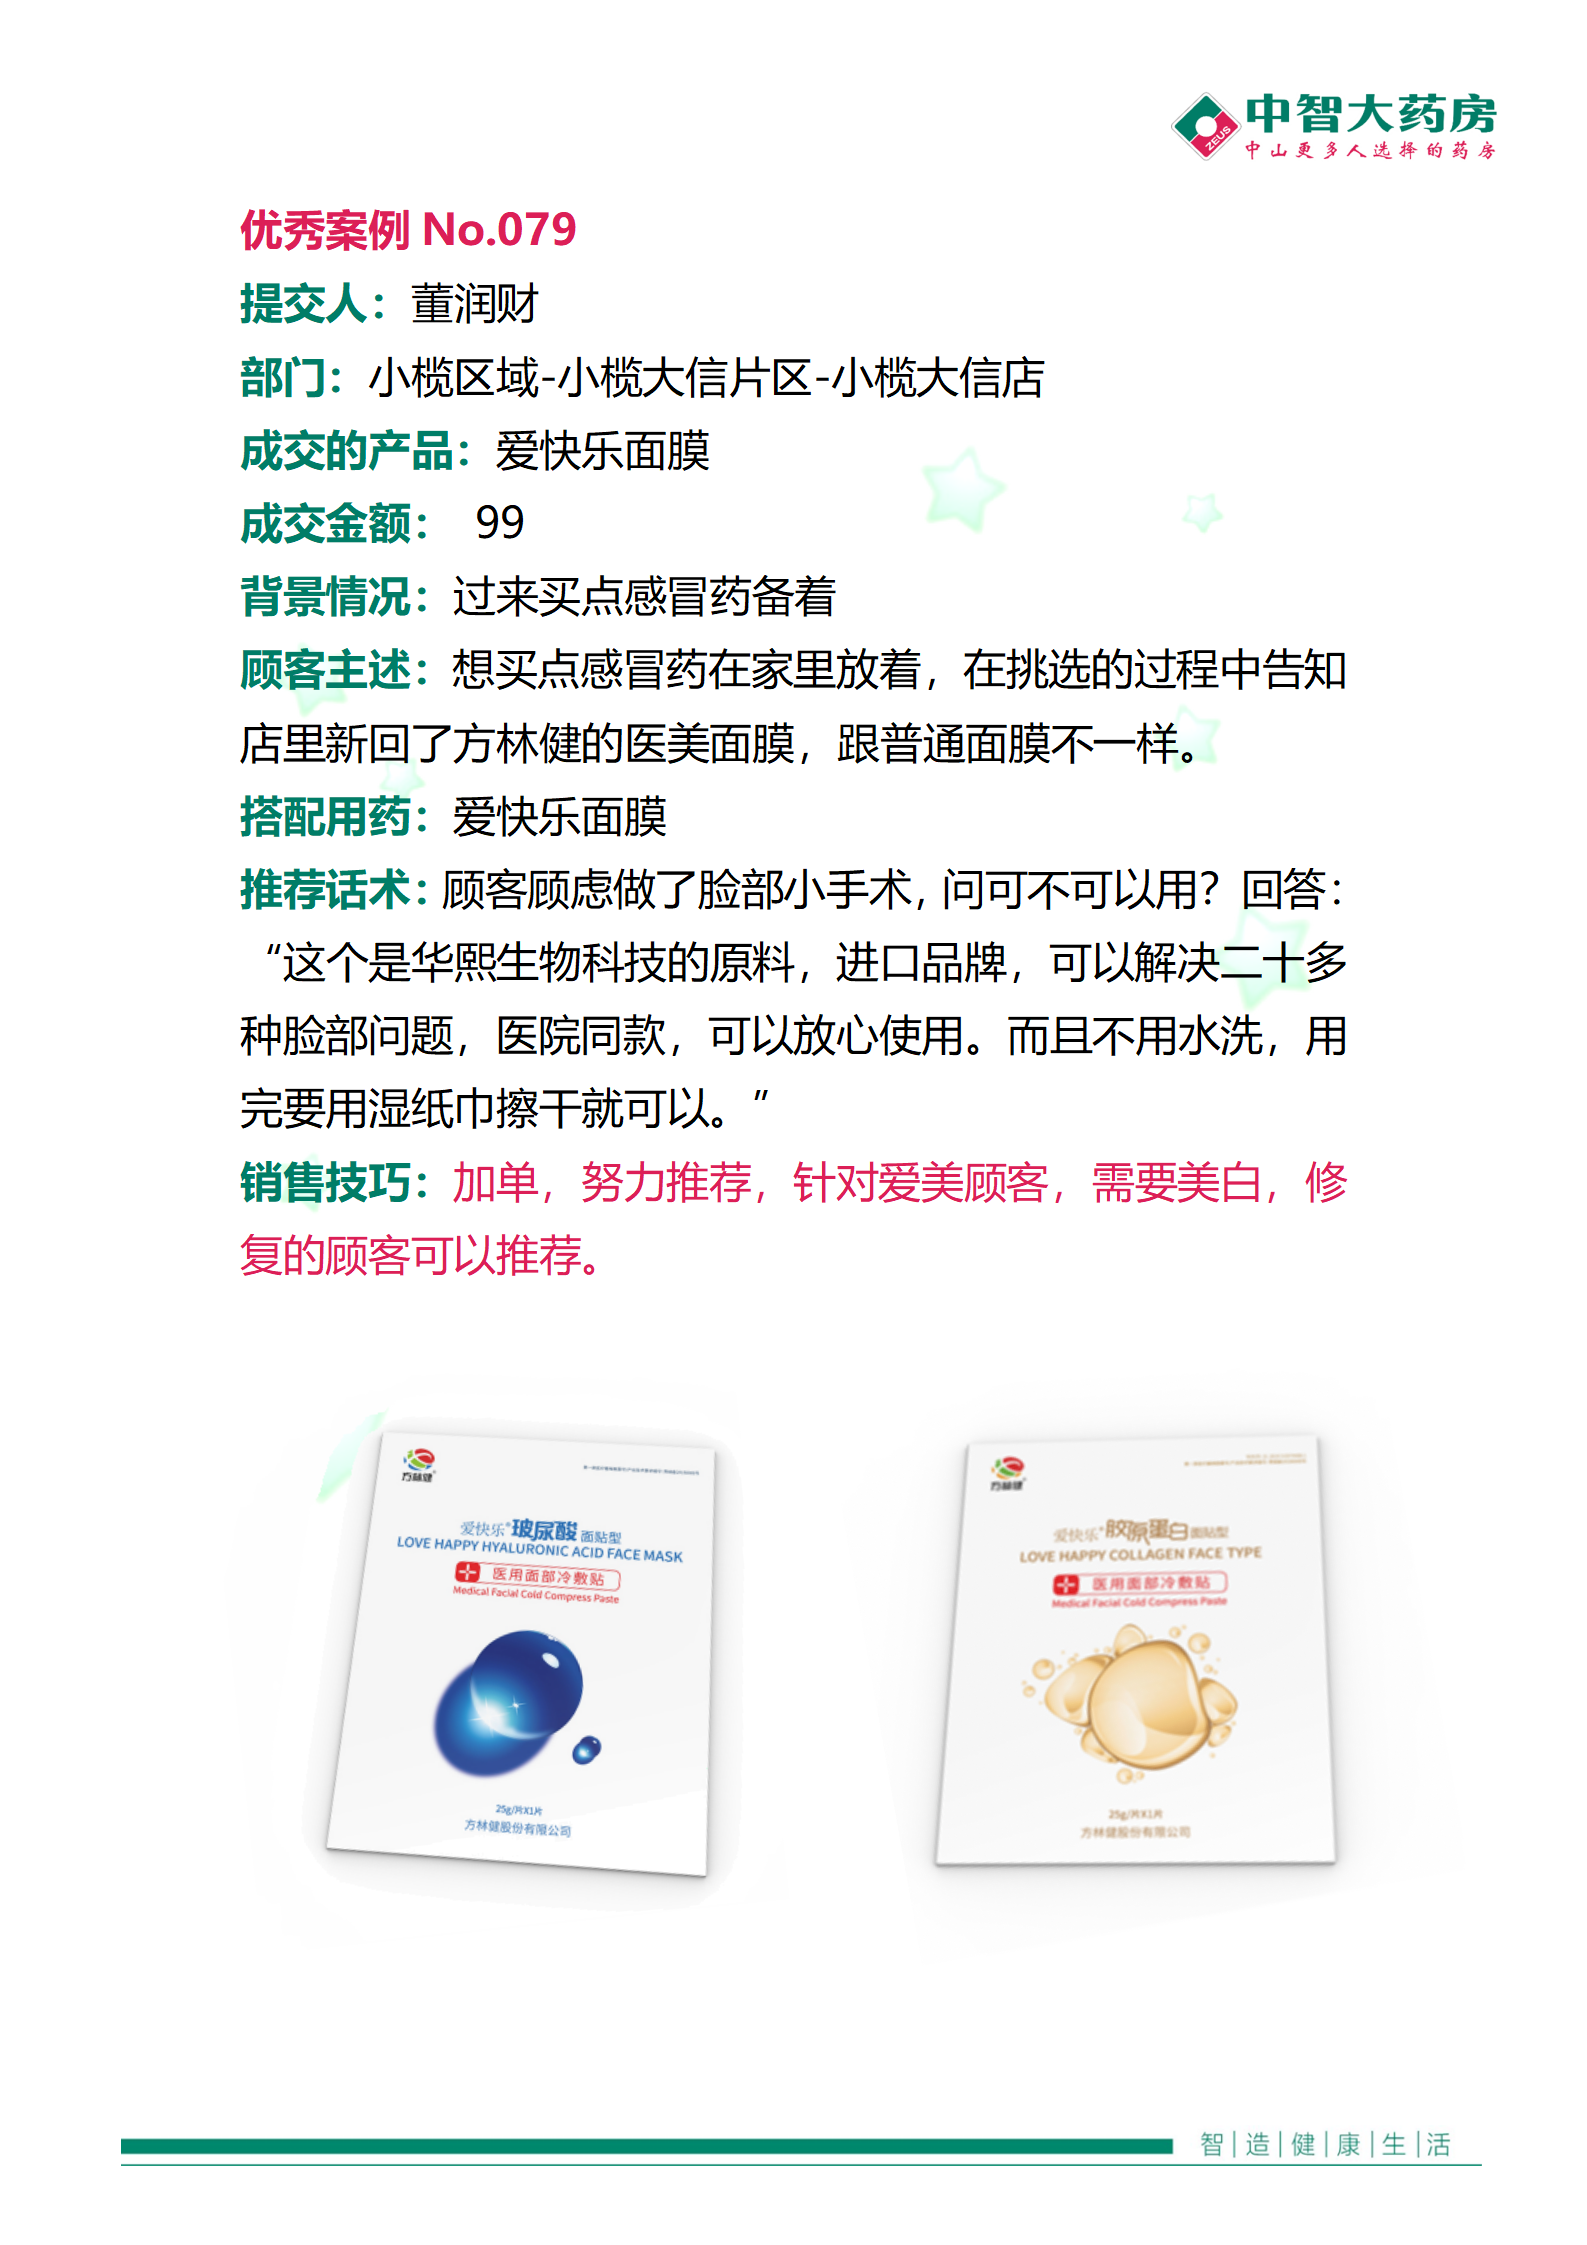 中智大药房
ZEUS
中山更多人选择的药房
优秀案例 No.079
提交人：董润财
部门：小榄区域-小榄大信片区-小榄大信店
成交的产品：爱快乐面膜
成交金额： 99
背景情况：过来买点感冒药备着
顾客主述：想买点感冒药在家里放着，在挑选的过程中告知
店里新回了方林健的医美面膜，跟普通面膜不一样。
搭配用药：爱快乐面膜
推荐话术：顾客顾虑做了脸部小手术，问可不可以用？回答：
“这个是华熙生物科技的原料，进口品牌，可以解决二十多
种脸部问题，医院同款，可以放心使用。而且不用水洗，用
完要用湿纸巾擦干就可以。”
销售技巧：加单，努力推荐，针对爱美顾客，需要美白，修
复的顾客可以推荐。
方林健
爱快乐®玻尿酸面贴型
LOVE HAPPY HYALURONIC ACID FACE MASK
医用面部冷敷贴
Medical Facial Cold Compress Paste
25g/片X1片
方林健股份有限公司
方林健
爱快乐®胶原蛋白面贴型
LOVE HAPPY COLLAGEN FACE TYPE
医用面部冷敷贴
Medical Facial Cold Compress Paste
25g/片X1片
方林健股份有限公司
智|造|健|康|生|活